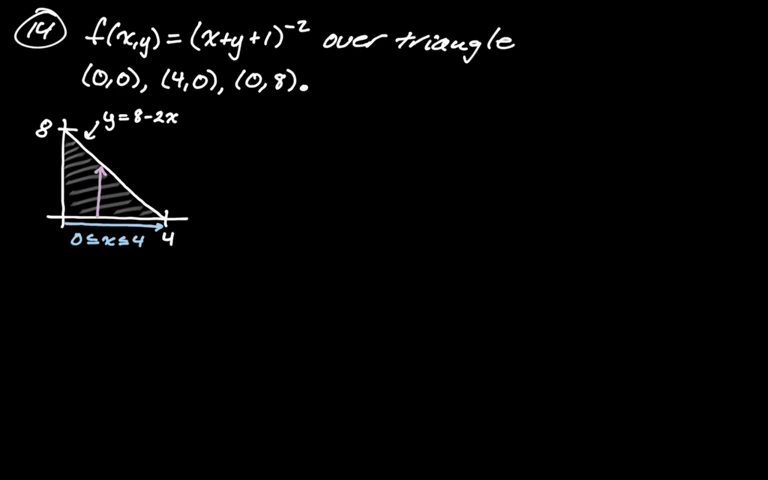 14 f(x,y) = (x+y+1)⁻² over triangle
(0,0), (4,0), (0,8).
y = 8-2x
8
0≤x≤4 4